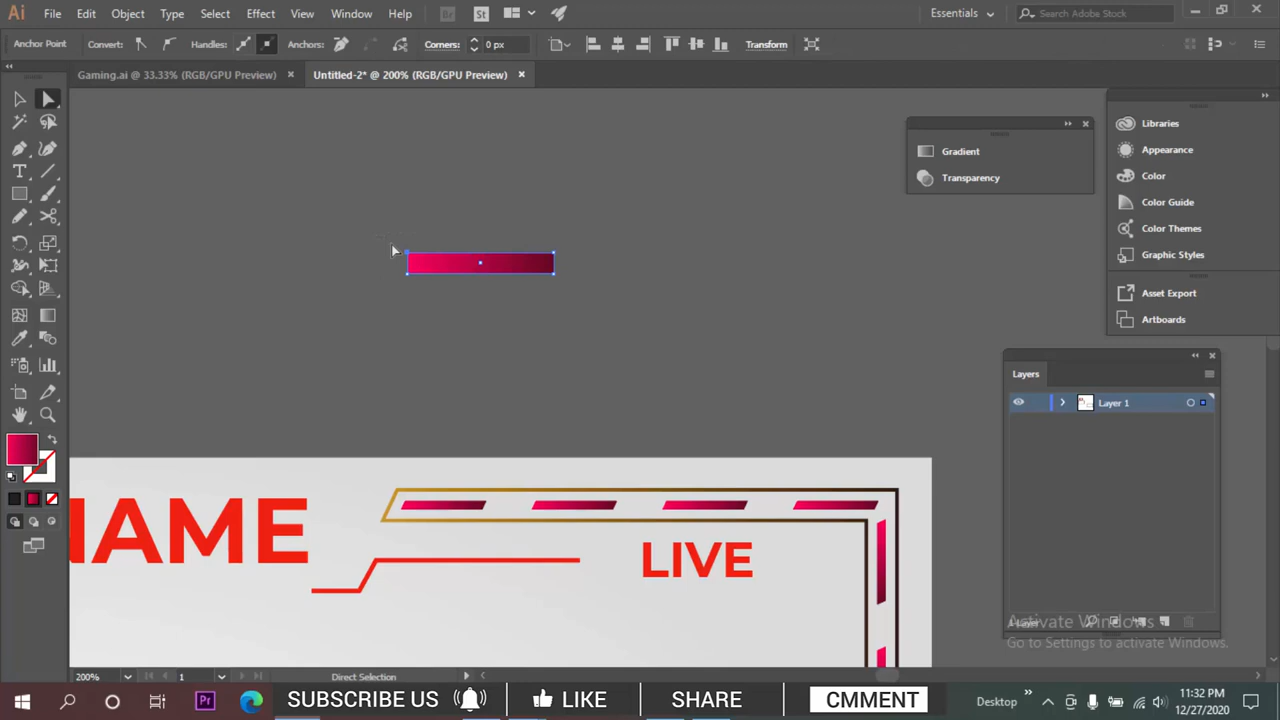 Ai File Edit Object Type Select Effect View Window Help Br St Essentials Search Adobe Stock
Anchor Point Convert: Handles: Anchors: Corners: 0 px Transform
Gaming.ai @ 33.33% (RGB/GPU Preview) Untitled-2* @ 200% (RGB/GPU Preview)
Libraries
Gradient
Appearance
Transparency
Color
Color Guide
Color Themes
Graphic Styles
Asset Export
Artboards
Layers
Layer 1
NAME
LIVE
Activate Windows
Go to Settings to activate Windows.
200% 1 Direct Selection
Pr SUBSCRIBE US LIKE SHARE CMMENT Desktop 11:32 PM
12/27/2020